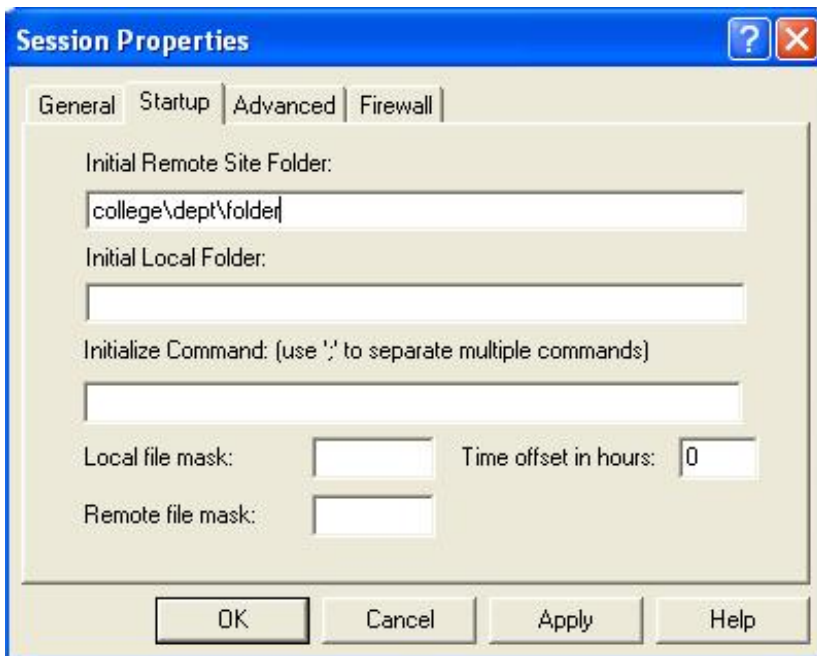 Session Properties
General Startup Advanced Firewall
Initial Remote Site Folder:
college\dept\folder
Initial Local Folder:
Initialize Command: (use ';' to separate multiple commands)
Local file mask: Time offset in hours: 0
Remote file mask:
OK Cancel Apply Help